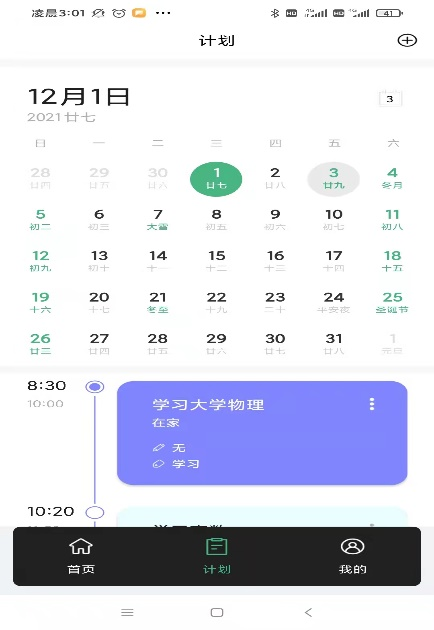 凌晨3:01 ••• HD 4G HD 4G 41
计划
12月1日
2021廿七 3
日 一 二 三 四 五 六
28 29 30 1 2 3 4
廿四 廿五 廿六 廿七 廿八 廿九 冬月
5 6 7 8 9 10 11
初二 初三 大雪 初五 初六 初七 初八
12 13 14 15 16 17 18
初九 初十 十一 十二 十三 十四 十五
19 20 21 22 23 24 25
十六 十七 冬至 十九 二十 平安夜 圣诞节
26 27 28 29 30 31 1
廿三 廿四 廿五 廿六 廿七 廿八 元旦
8:30
10:00
学习大学物理
在家
无
学习
10:20
首页 计划 我的